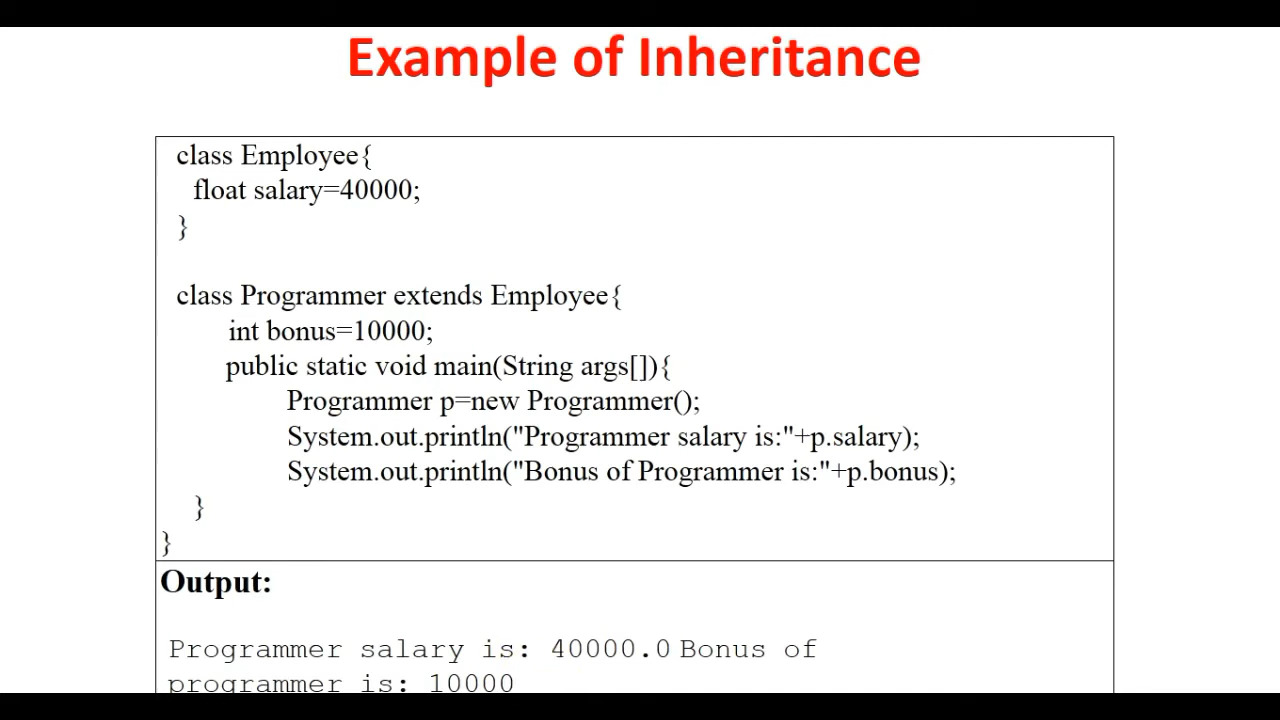 Example of Inheritance
class Employee{
float salary=40000;
}
class Programmer extends Employee{
int bonus=10000;
public static void main(String args[]){
Programmer p=new Programmer();
System.out.println("Programmer salary is:"+p.salary);
System.out.println("Bonus of Programmer is:"+p.bonus);
}
}
Output:
Programmer salary is: 40000.0 Bonus of
programmer is: 10000